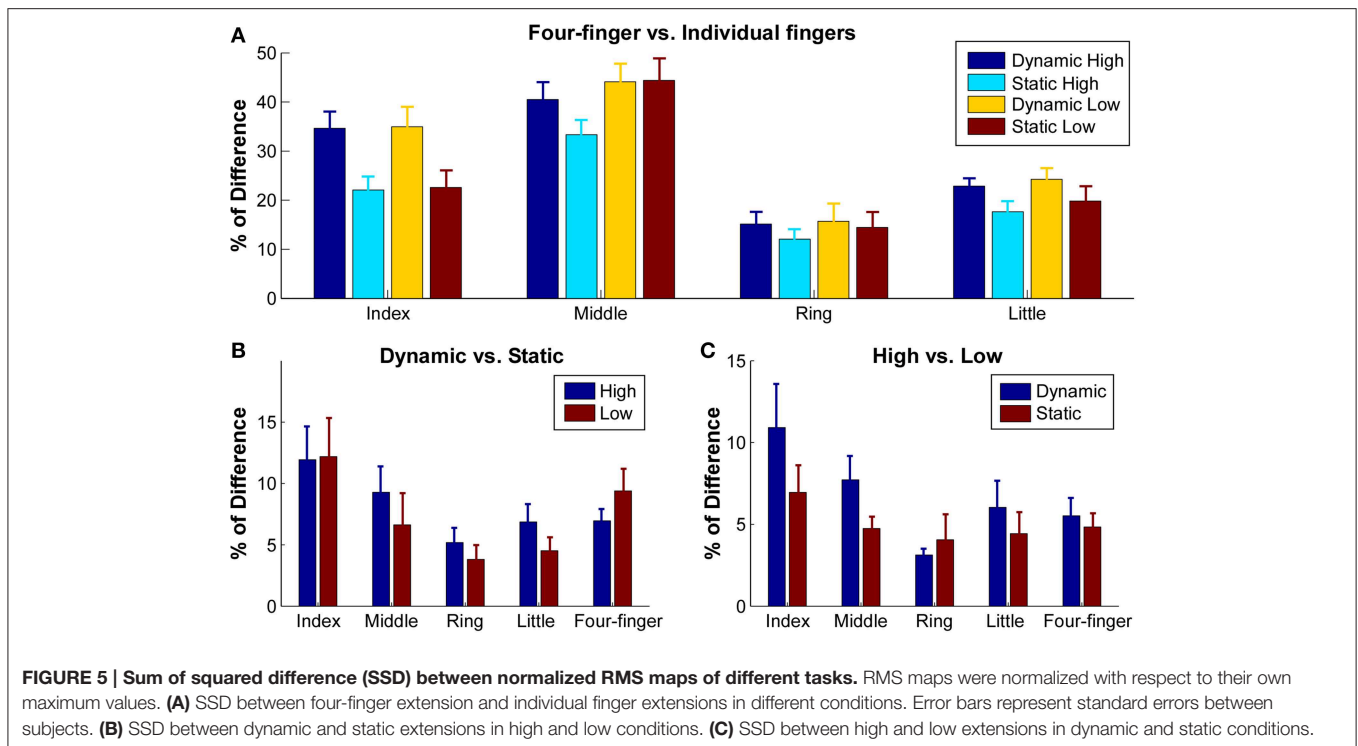 A
Four-finger vs. Individual fingers
50
40
30
20
10
0
% of Difference
Dynamic High
Static High
Dynamic Low
Static Low
Index Middle Ring Little
B
Dynamic vs. Static
15
10
5
0
% of Difference
High
Low
Index Middle Ring Little Four-finger
C
High vs. Low
15
10
5
0
% of Difference
Dynamic
Static
Index Middle Ring Little Four-finger
FIGURE 5 | Sum of squared difference (SSD) between normalized RMS maps of different tasks. RMS maps were normalized with respect to their own
maximum values. (A) SSD between four-finger extension and individual finger extensions in different conditions. Error bars represent standard errors between
subjects. (B) SSD between dynamic and static extensions in high and low conditions. (C) SSD between high and low extensions in dynamic and static conditions.